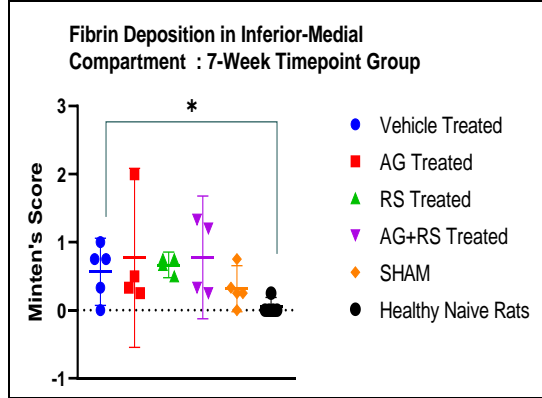 Fibrin Deposition in Inferior-Medial
Compartment : 7-Week Timepoint Group
*
3
2
1
0
-1
Minten's Score
Vehicle Treated
AG Treated
RS Treated
AG+RS Treated
SHAM
Healthy Naive Rats